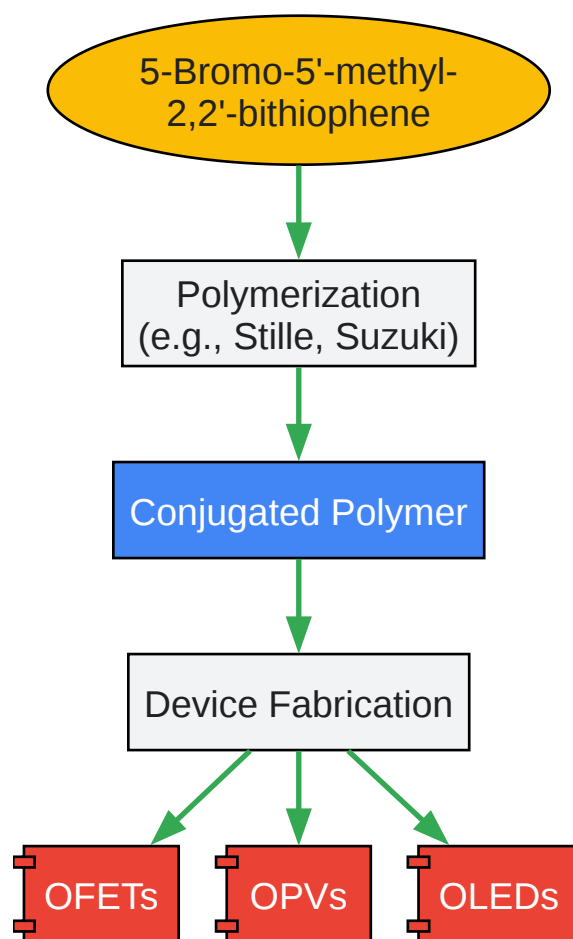 5-Bromo-5'-methyl-
2,2'-bithiophene
Polymerization
(e.g., Stille, Suzuki)
Conjugated Polymer
Device Fabrication
OFETs
OPVs
OLEDs